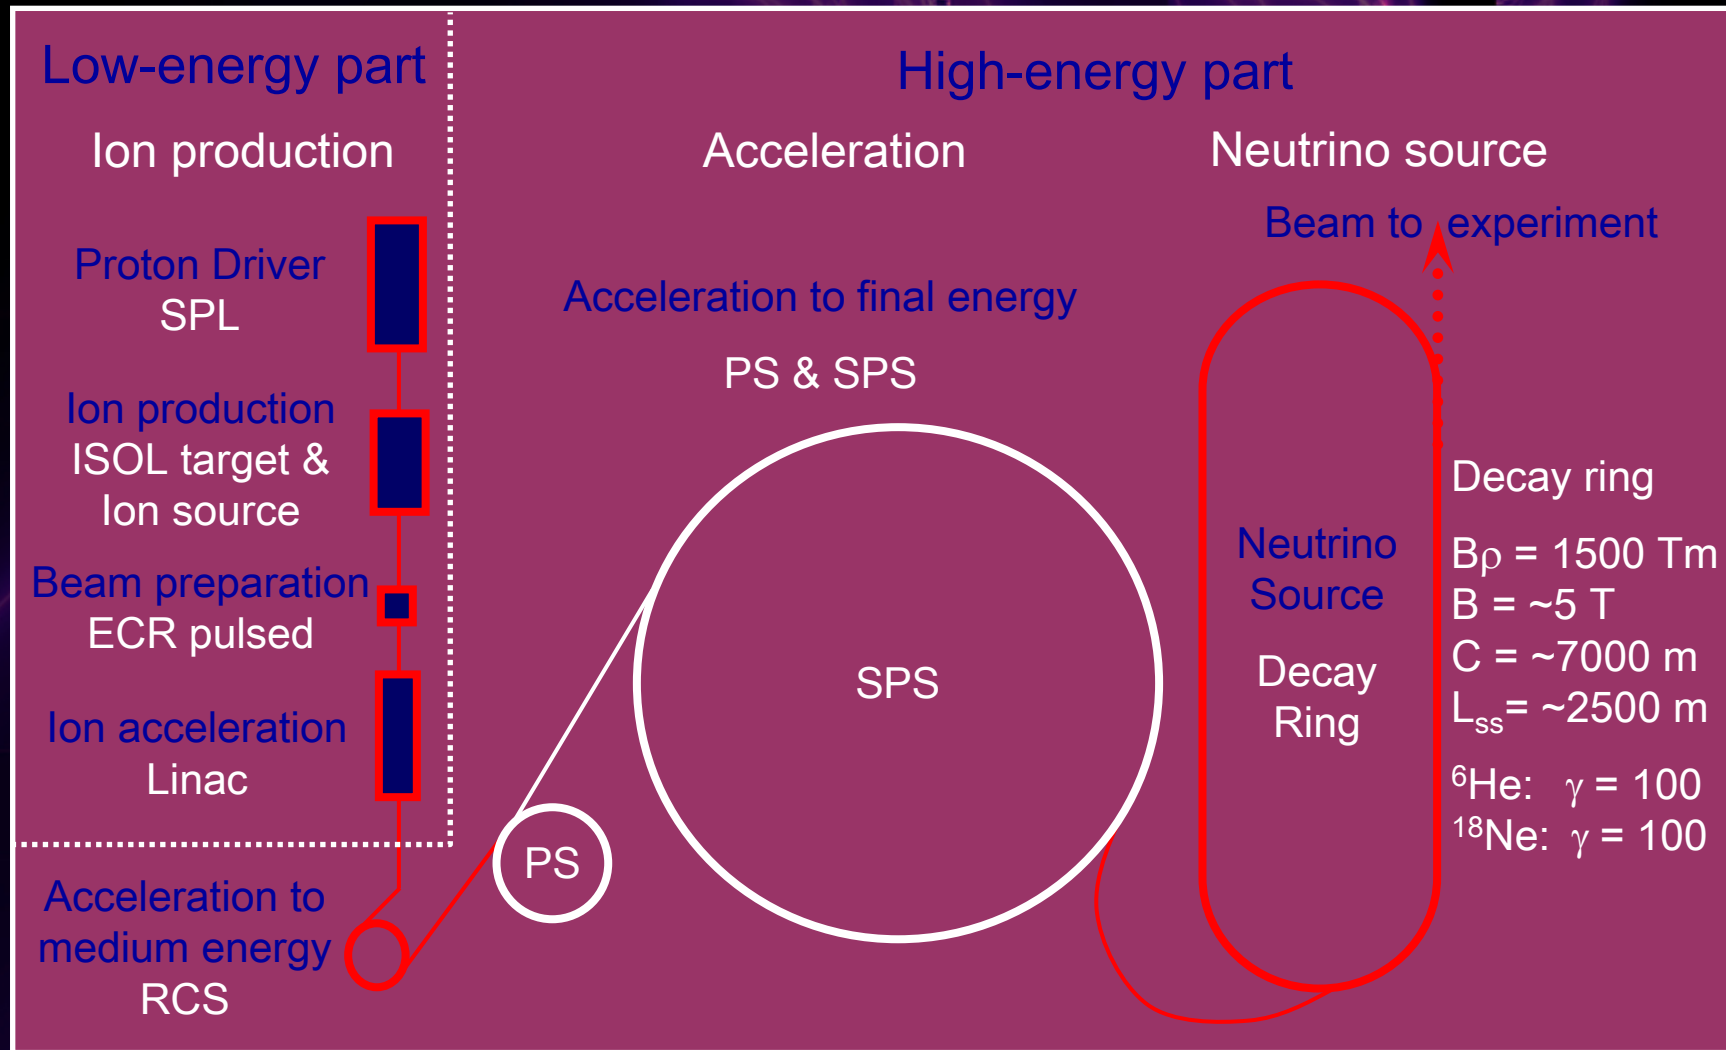 Low-energy part
High-energy part
Ion production
Acceleration
Neutrino source
Proton Driver
SPL
Ion production
ISOL target &
Ion source
Beam preparation
ECR pulsed
Ion acceleration
Linac
Acceleration to
medium energy
RCS
Acceleration to final energy
PS & SPS
SPS
PS
Beam to experiment
Neutrino
Source
Decay
Ring
Decay ring
Bρ = 1500 Tm
B = ~5 T
C = ~7000 m
Lss= ~2500 m
⁶He: γ = 100
¹⁸Ne: γ = 100